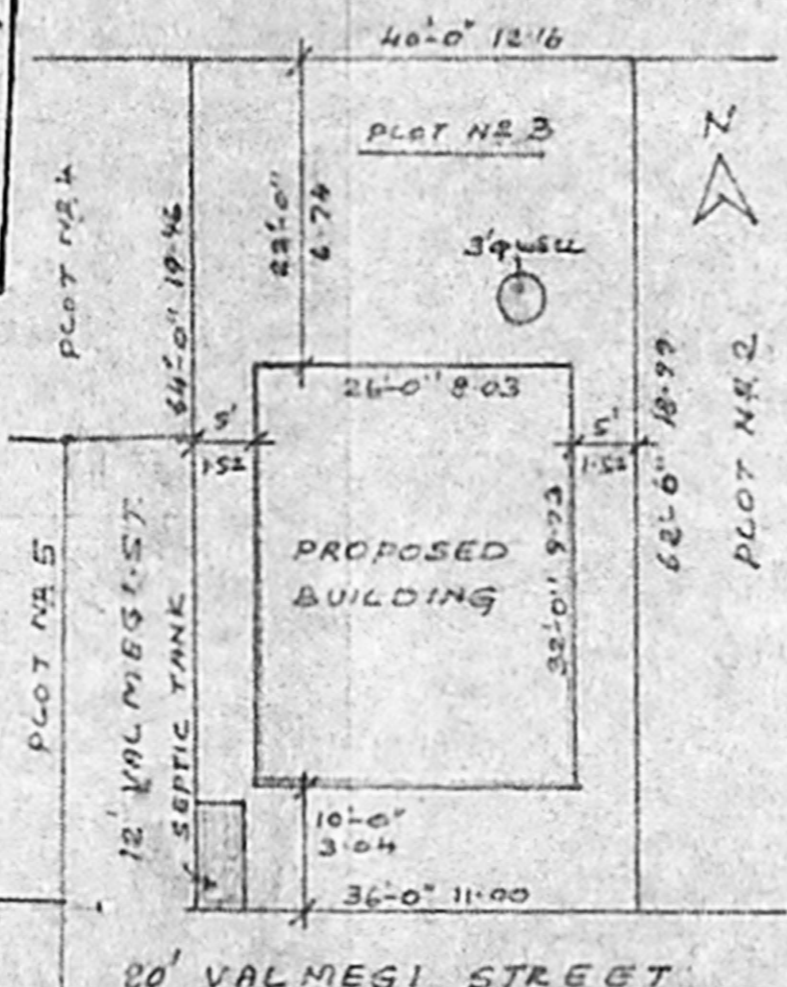 40'-0" 12.16
PLOT NO 3
N
PLOT NO 4
64'-0" 19.46
22'-0"
6.74
26'-0" 8.03
5'
1.52
5'
1.52
62'-6" 18.99
PLOT NO 2
PROPOSED
BUILDING
32'-0" 9.73
PLOT NO 5
12' VALMEGI.ST.
SEPTIC TANK
10'-0"
3.04
36'-0" 11.00
20' VALMEGI STREET